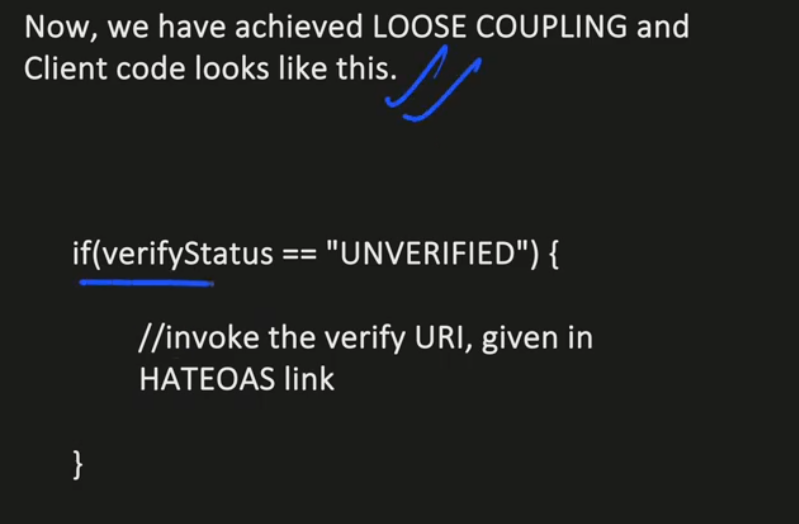 Now, we have achieved LOOSE COUPLING and
Client code looks like this.
if(verifyStatus == "UNVERIFIED") {
//invoke the verify URI, given in
HATEOAS link
}